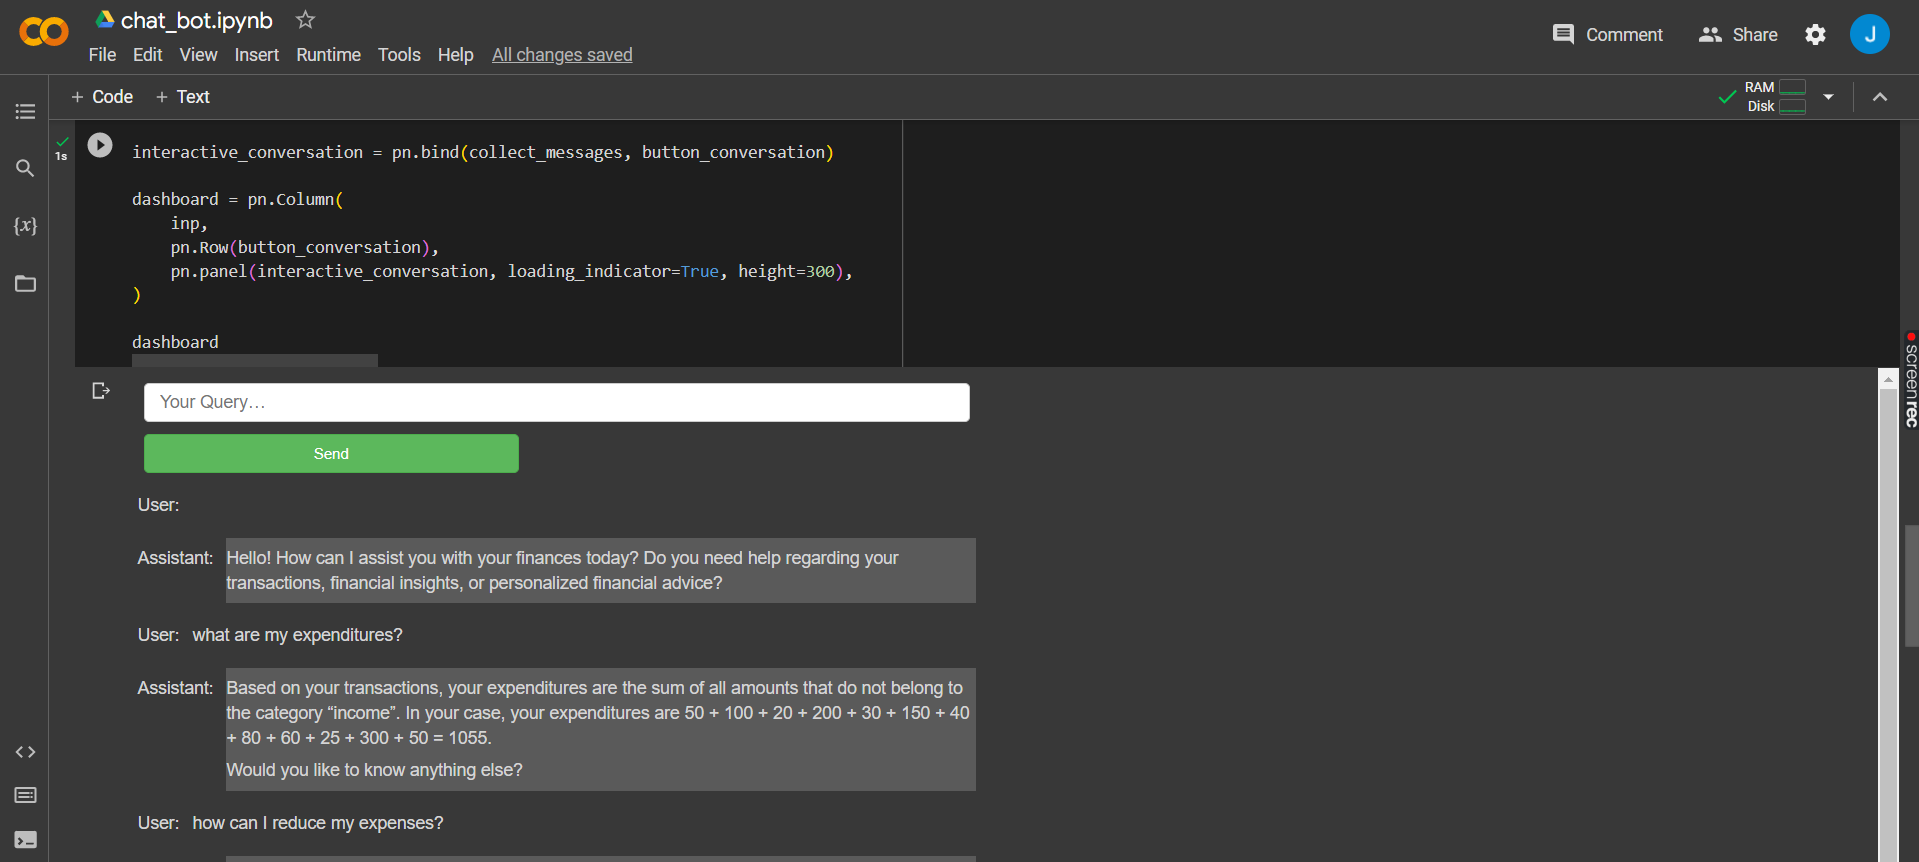 chat_bot.ipynb
File Edit View Insert Runtime Tools Help All changes saved
Comment Share J
+ Code + Text
RAM
Disk
1s
interactive_conversation = pn.bind(collect_messages, button_conversation)
dashboard = pn.Column(
inp,
pn.Row(button_conversation),
pn.panel(interactive_conversation, loading_indicator=True, height=300),
)
dashboard
{x}
Your Query...
Send
User:
Assistant: Hello! How can I assist you with your finances today? Do you need help regarding your
transactions, financial insights, or personalized financial advice?
User: what are my expenditures?
Assistant: Based on your transactions, your expenditures are the sum of all amounts that do not belong to
the category “income”. In your case, your expenditures are 50 + 100 + 20 + 200 + 30 + 150 + 40
+ 80 + 60 + 25 + 300 + 50 = 1055.
Would you like to know anything else?
User: how can I reduce my expenses?
screenrec